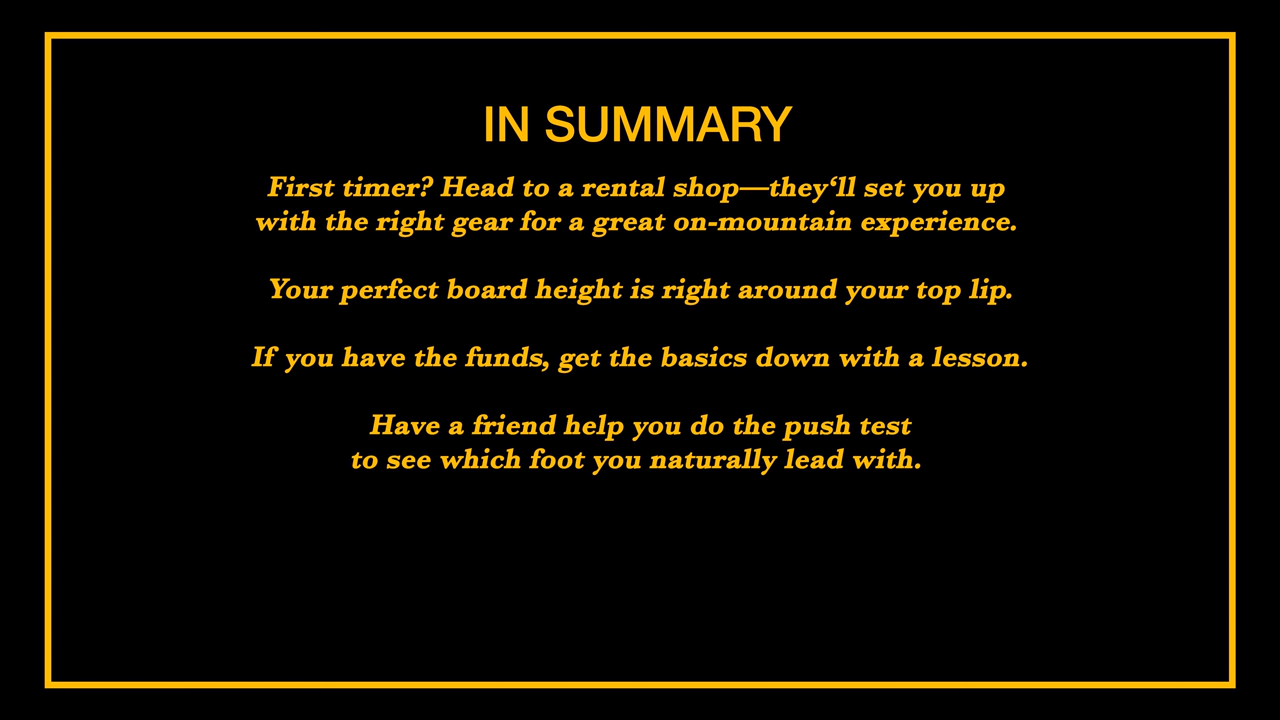 IN SUMMARY
First timer? Head to a rental shop—they‘ll set you up
with the right gear for a great on-mountain experience.
Your perfect board height is right around your top lip.
If you have the funds, get the basics down with a lesson.
Have a friend help you do the push test
to see which foot you naturally lead with.